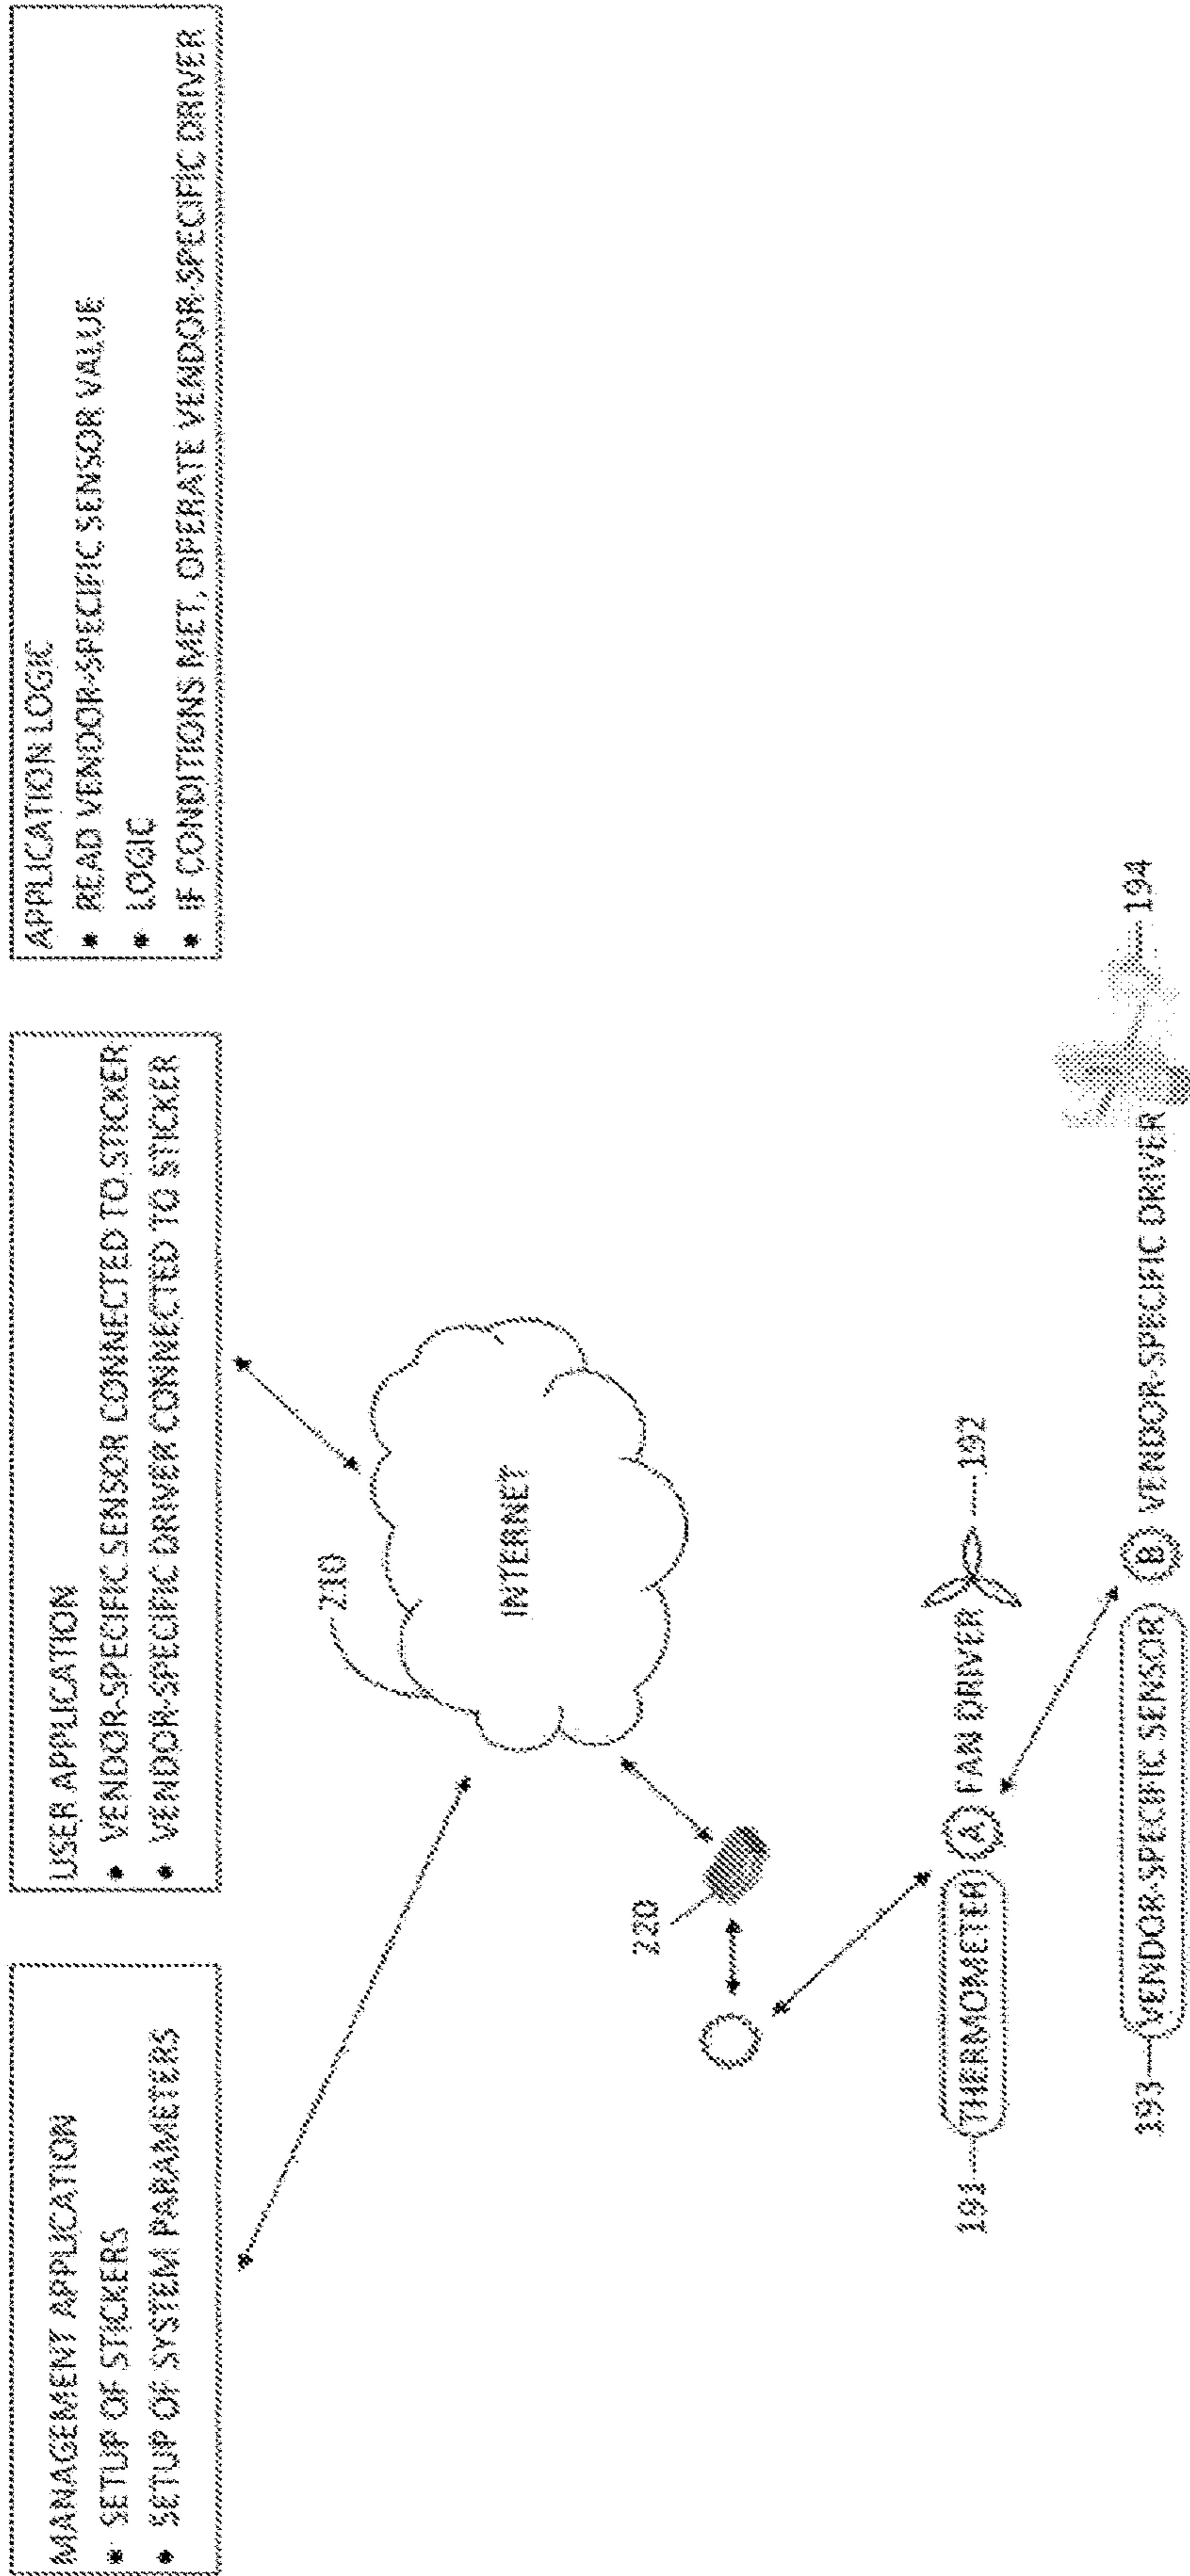 MANAGEMENT APPLICATION
• SETUP OF STICKERS
• SETUP OF SYSTEM PARAMETERS
USER APPLICATION
• VENDOR-SPECIFIC SENSOR CONNECTED TO STICKER
• VENDOR-SPECIFIC DRIVER CONNECTED TO STICKER
APPLICATION LOGIC
• READ VENDOR-SPECIFIC SENSOR VALUE
• LOGIC
• IF CONDITIONS MET, OPERATE VENDOR-SPECIFIC DRIVER
210
INTERNET
220
191 THERMOMETER A FAN DRIVER 192
193 VENDOR-SPECIFIC SENSOR B VENDOR-SPECIFIC DRIVER 194